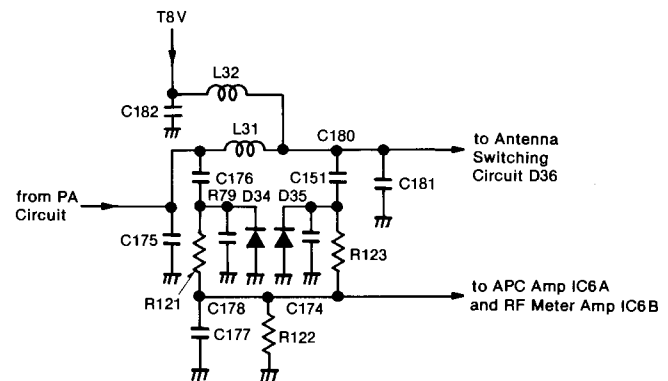 T8V
L32
C182
L31
C180
to Antenna
Switching
Circuit D36
C176
C151
C181
from PA
Circuit
R79 D34
D35
C175
R123
R121
to APC Amp IC6A
and RF Meter Amp IC6B
C178
C174
C177
R122